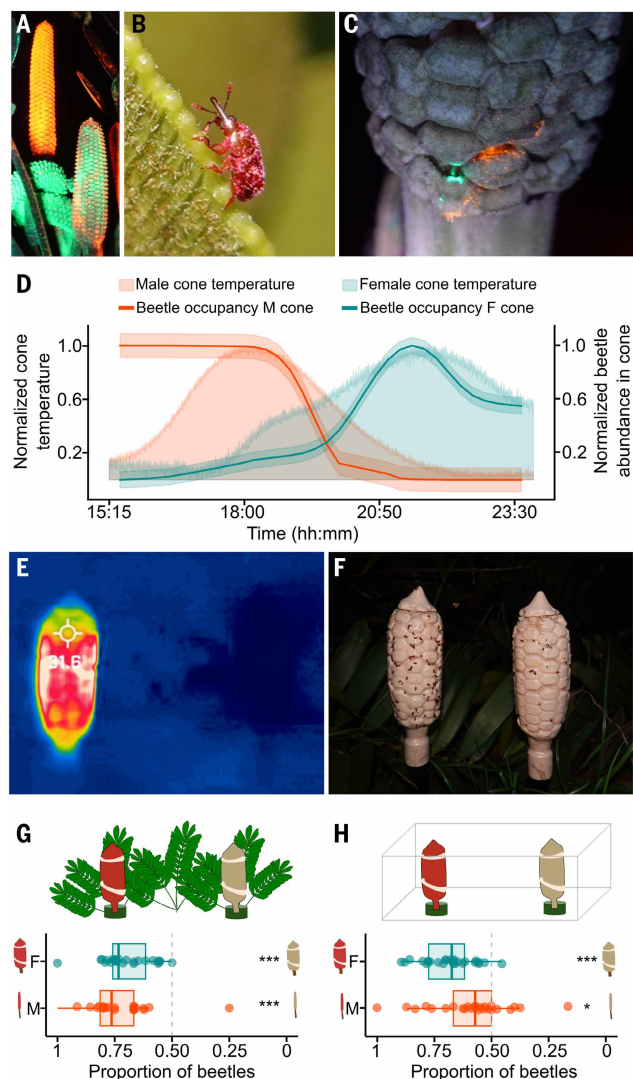 A
B
C
D
Male cone temperature
Female cone temperature
Beetle occupancy M cone
Beetle occupancy F cone
Normalized cone
temperature
1.0
0.6
0.2
1.0
0.6
0.2
Normalized beetle
abundance in cone
15:15
18:00
20:50
23:30
Time (hh:mm)
E
31.6
F
G
H
F
***
M
***
1
0.75
0.50
0.25
0
Proportion of beetles
F
***
M
*
1
0.75
0.50
0.25
0
Proportion of beetles